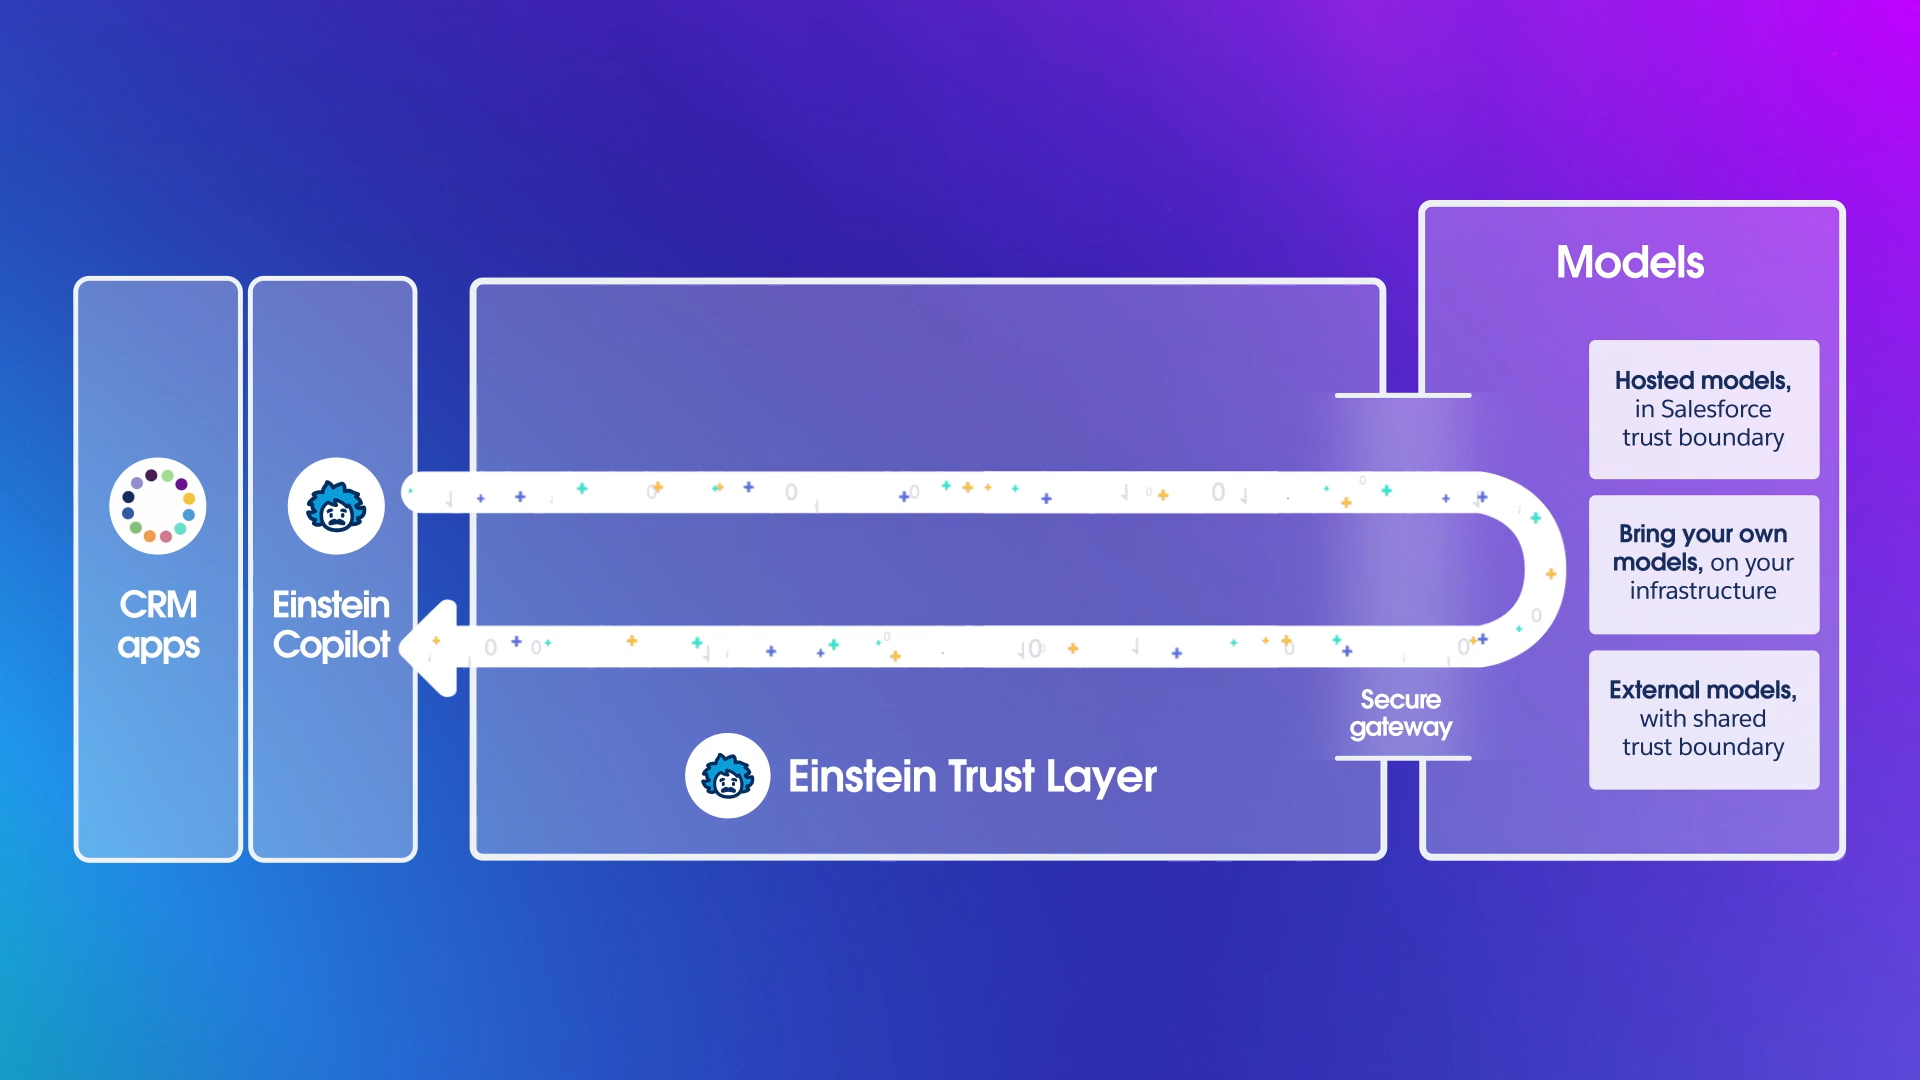 CRM
apps
Einstein
Copilot
Einstein Trust Layer
Secure
gateway
Models
Hosted models,
in Salesforce
trust boundary
Bring your own
models, on your
infrastructure
External models,
with shared
trust boundary